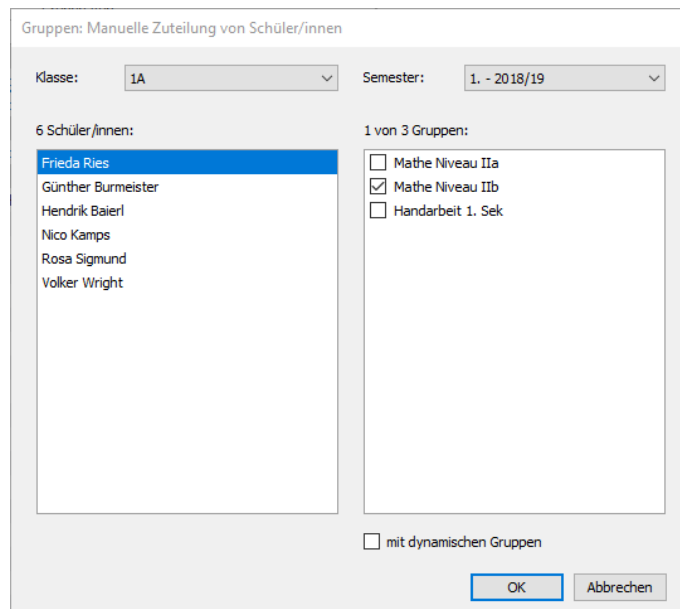 Gruppen: Manuelle Zuteilung von Schüler/innen
Klasse: 1A Semester: 1. - 2018/19
6 Schüler/innen: 1 von 3 Gruppen:
Frieda Ries Mathe Niveau IIa
Günther Burmeister Mathe Niveau IIb
Hendrik Baierl Handarbeit 1. Sek
Nico Kamps
Rosa Sigmund
Volker Wright
mit dynamischen Gruppen
OK Abbrechen